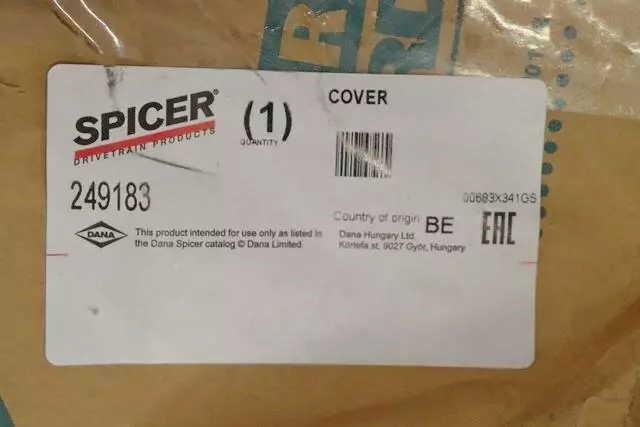 SPICER®
DRIVETRAIN PRODUCTS
(1)
QUANTITY
COVER
249183
00693X341GS
DANA
This product intended for use only as listed in
the Dana Spicer catalog © Dana Limited
Country of origin BE
Dana Hungary Ltd.
Körtefa st, 9027 Győr, Hungary
EAC